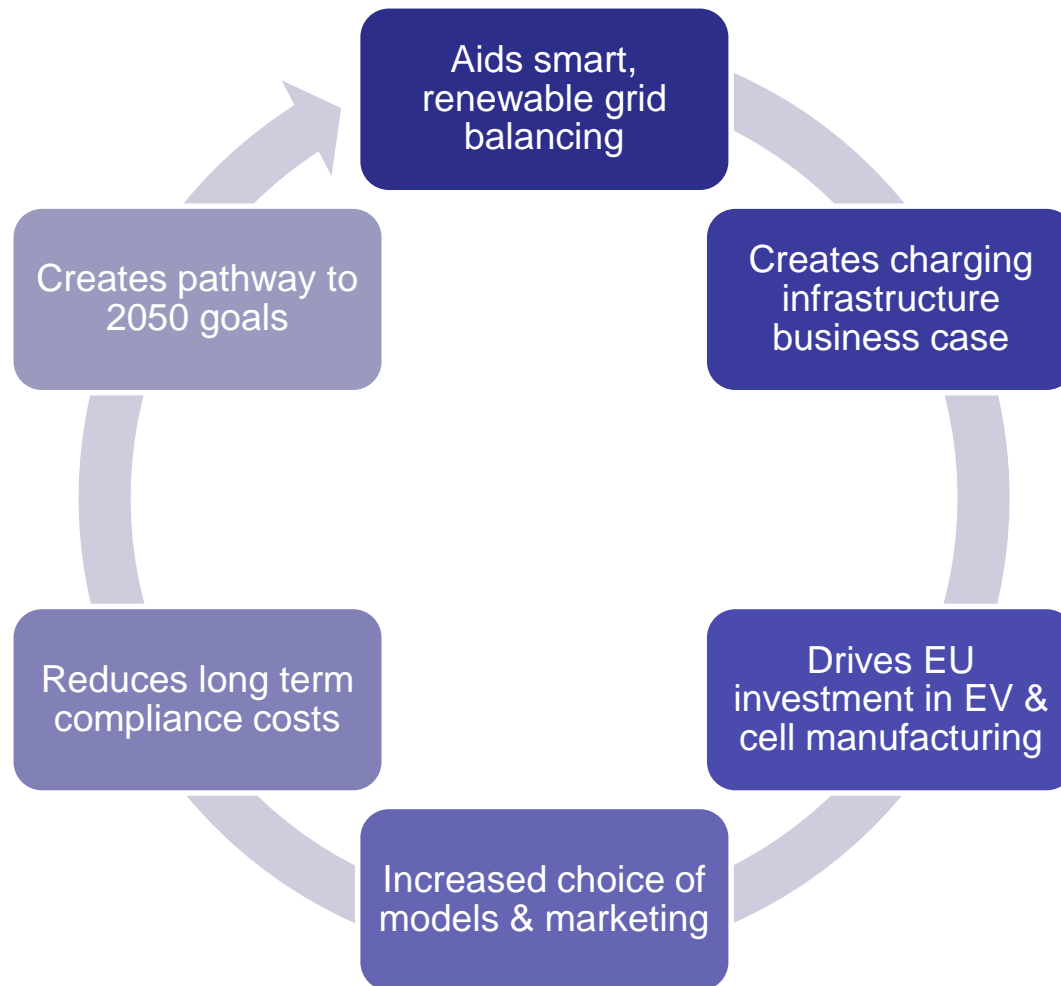 Aids smart,
renewable grid
balancing
Creates charging
infrastructure
business case
Drives EU
investment in EV &
cell manufacturing
Increased choice of
models & marketing
Reduces long term
compliance costs
Creates pathway to
2050 goals